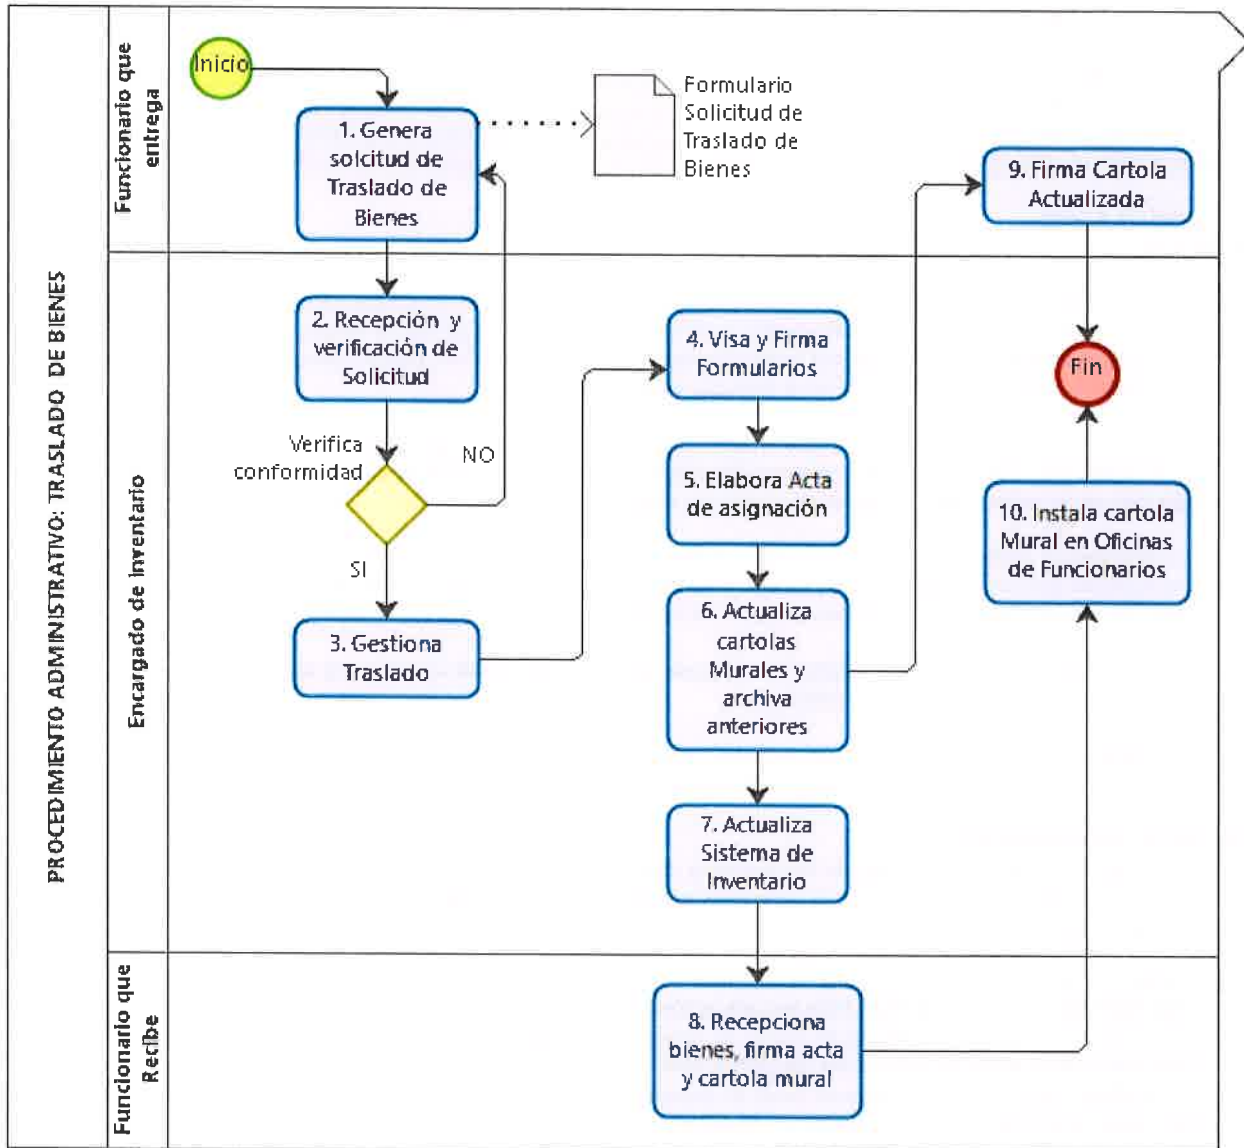 PROCEDIMIENTO ADMINISTRATIVO: TRASLADO DE BIENES
Funcionario que
entrega
Inicio
1. Genera
solcitud de
Traslado de
Bienes
Formulario
Solicitud de
Traslado de
Bienes
9. Firma Cartola
Actualizada
Encargado de Inventario
2. Recepción y
verificación de
Solicitud
Verifica
conformidad
NO
SI
3. Gestiona
Traslado
4. Visa y Firma
Formularios
5. Elabora Acta
de asignación
6. Actualiza
cartolas
Murales y
archiva
anteriores
7. Actualiza
Sistema de
Inventario
Fin
10. Instala cartola
Mural en Oficinas
de Funcionarios
Funcionario que
Recibe
8. Recepciona
bienes, firma acta
y cartola mural